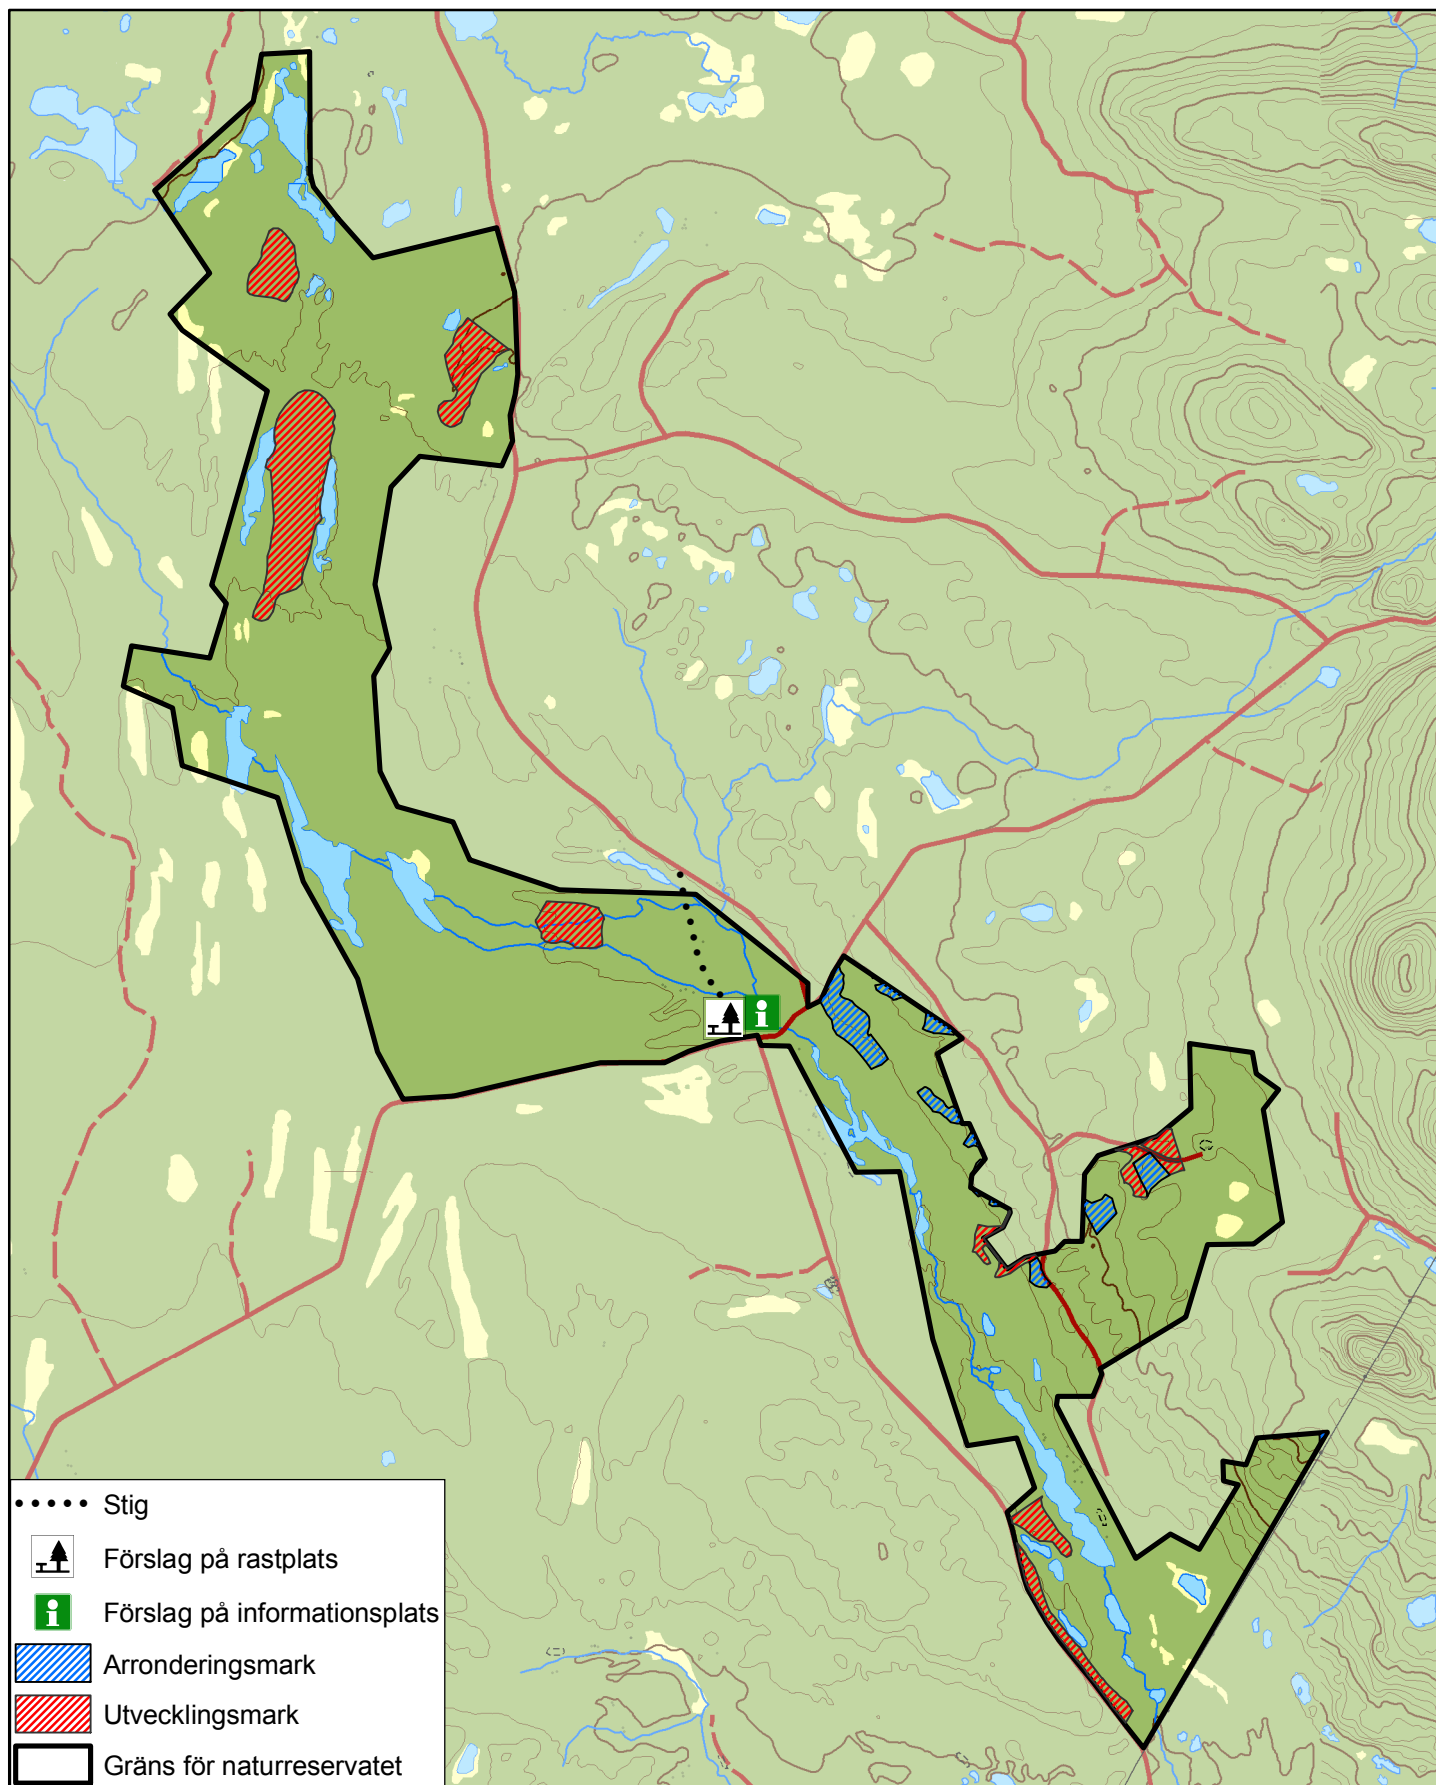 Stig
Förslag på rastplats
Förslag på informationsplats
Arronderingsmark
Utvecklingsmark
Gräns för naturreservatet